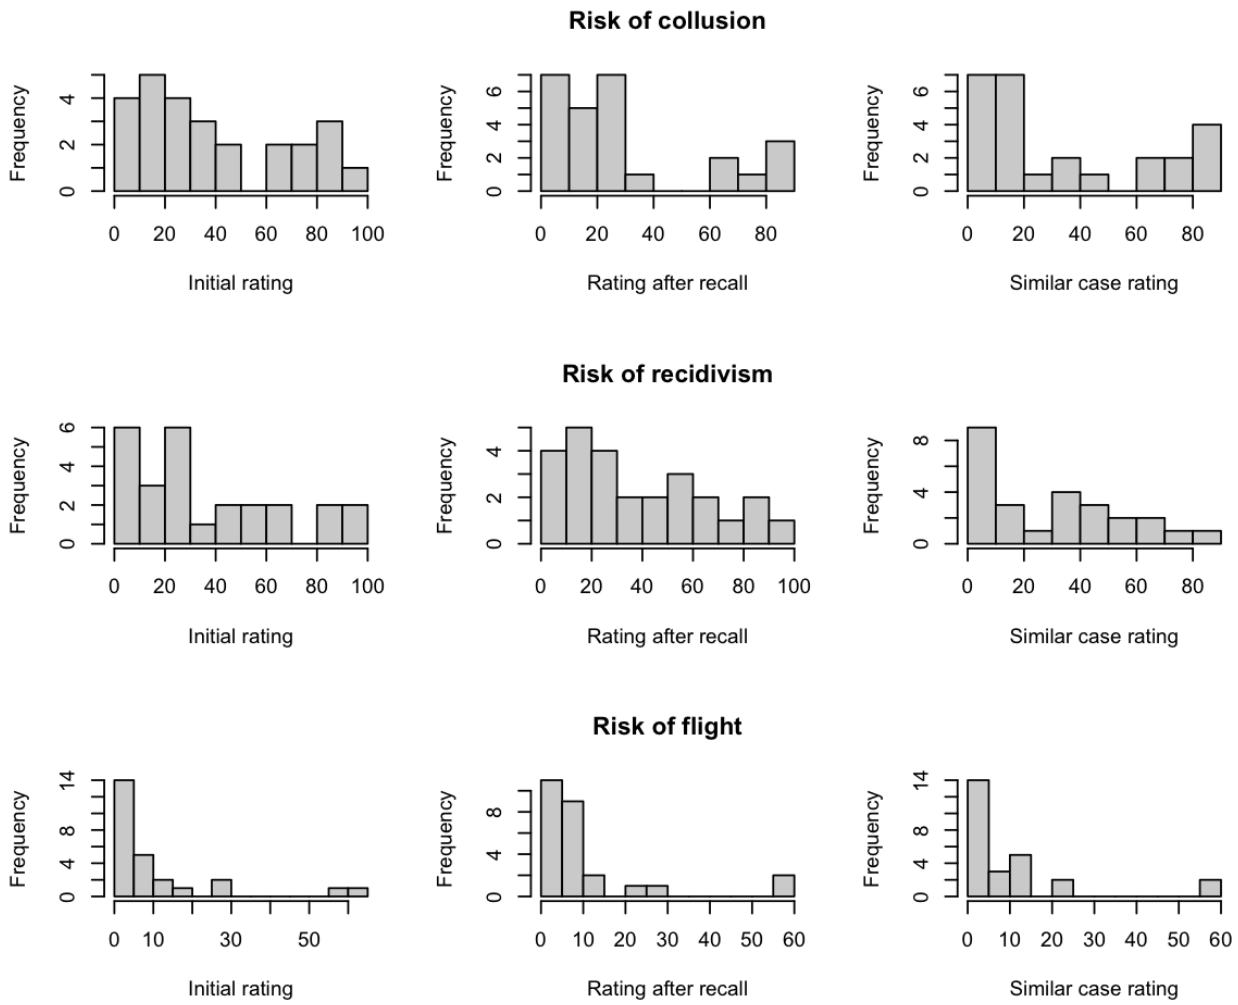 Risk of collusion
Frequency
0 2 4
0 20 40 60 80 100
Initial rating
Frequency
0 2 4 6
0 20 40 60 80
Rating after recall
Frequency
0 2 4 6
0 20 40 60 80
Similar case rating
Risk of recidivism
Frequency
0 2 4 6
0 20 40 60 80 100
Initial rating
Frequency
0 2 4
0 20 40 60 80 100
Rating after recall
Frequency
0 4 8
0 20 40 60 80
Similar case rating
Risk of flight
Frequency
0 4 8 14
0 10 30 50
Initial rating
Frequency
0 4 8
0 10 20 30 40 50 60
Rating after recall
Frequency
0 4 8 14
0 10 20 30 40 50 60
Similar case rating